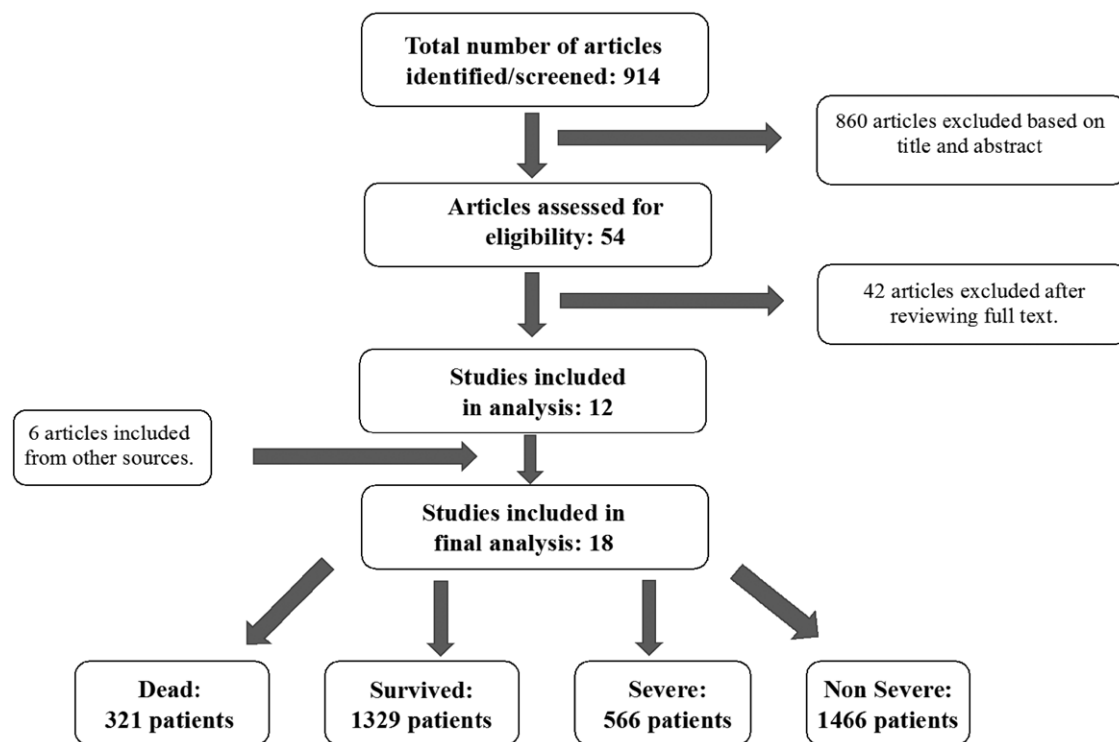 Total number of articles
identified/screened: 914
860 articles excluded based on
title and abstract
Articles assessed for
eligibility: 54
42 articles excluded after
reviewing full text.
Studies included
in analysis: 12
6 articles included
from other sources.
Studies included in
final analysis: 18
Dead:
321 patients
Survived:
1329 patients
Severe:
566 patients
Non Severe:
1466 patients